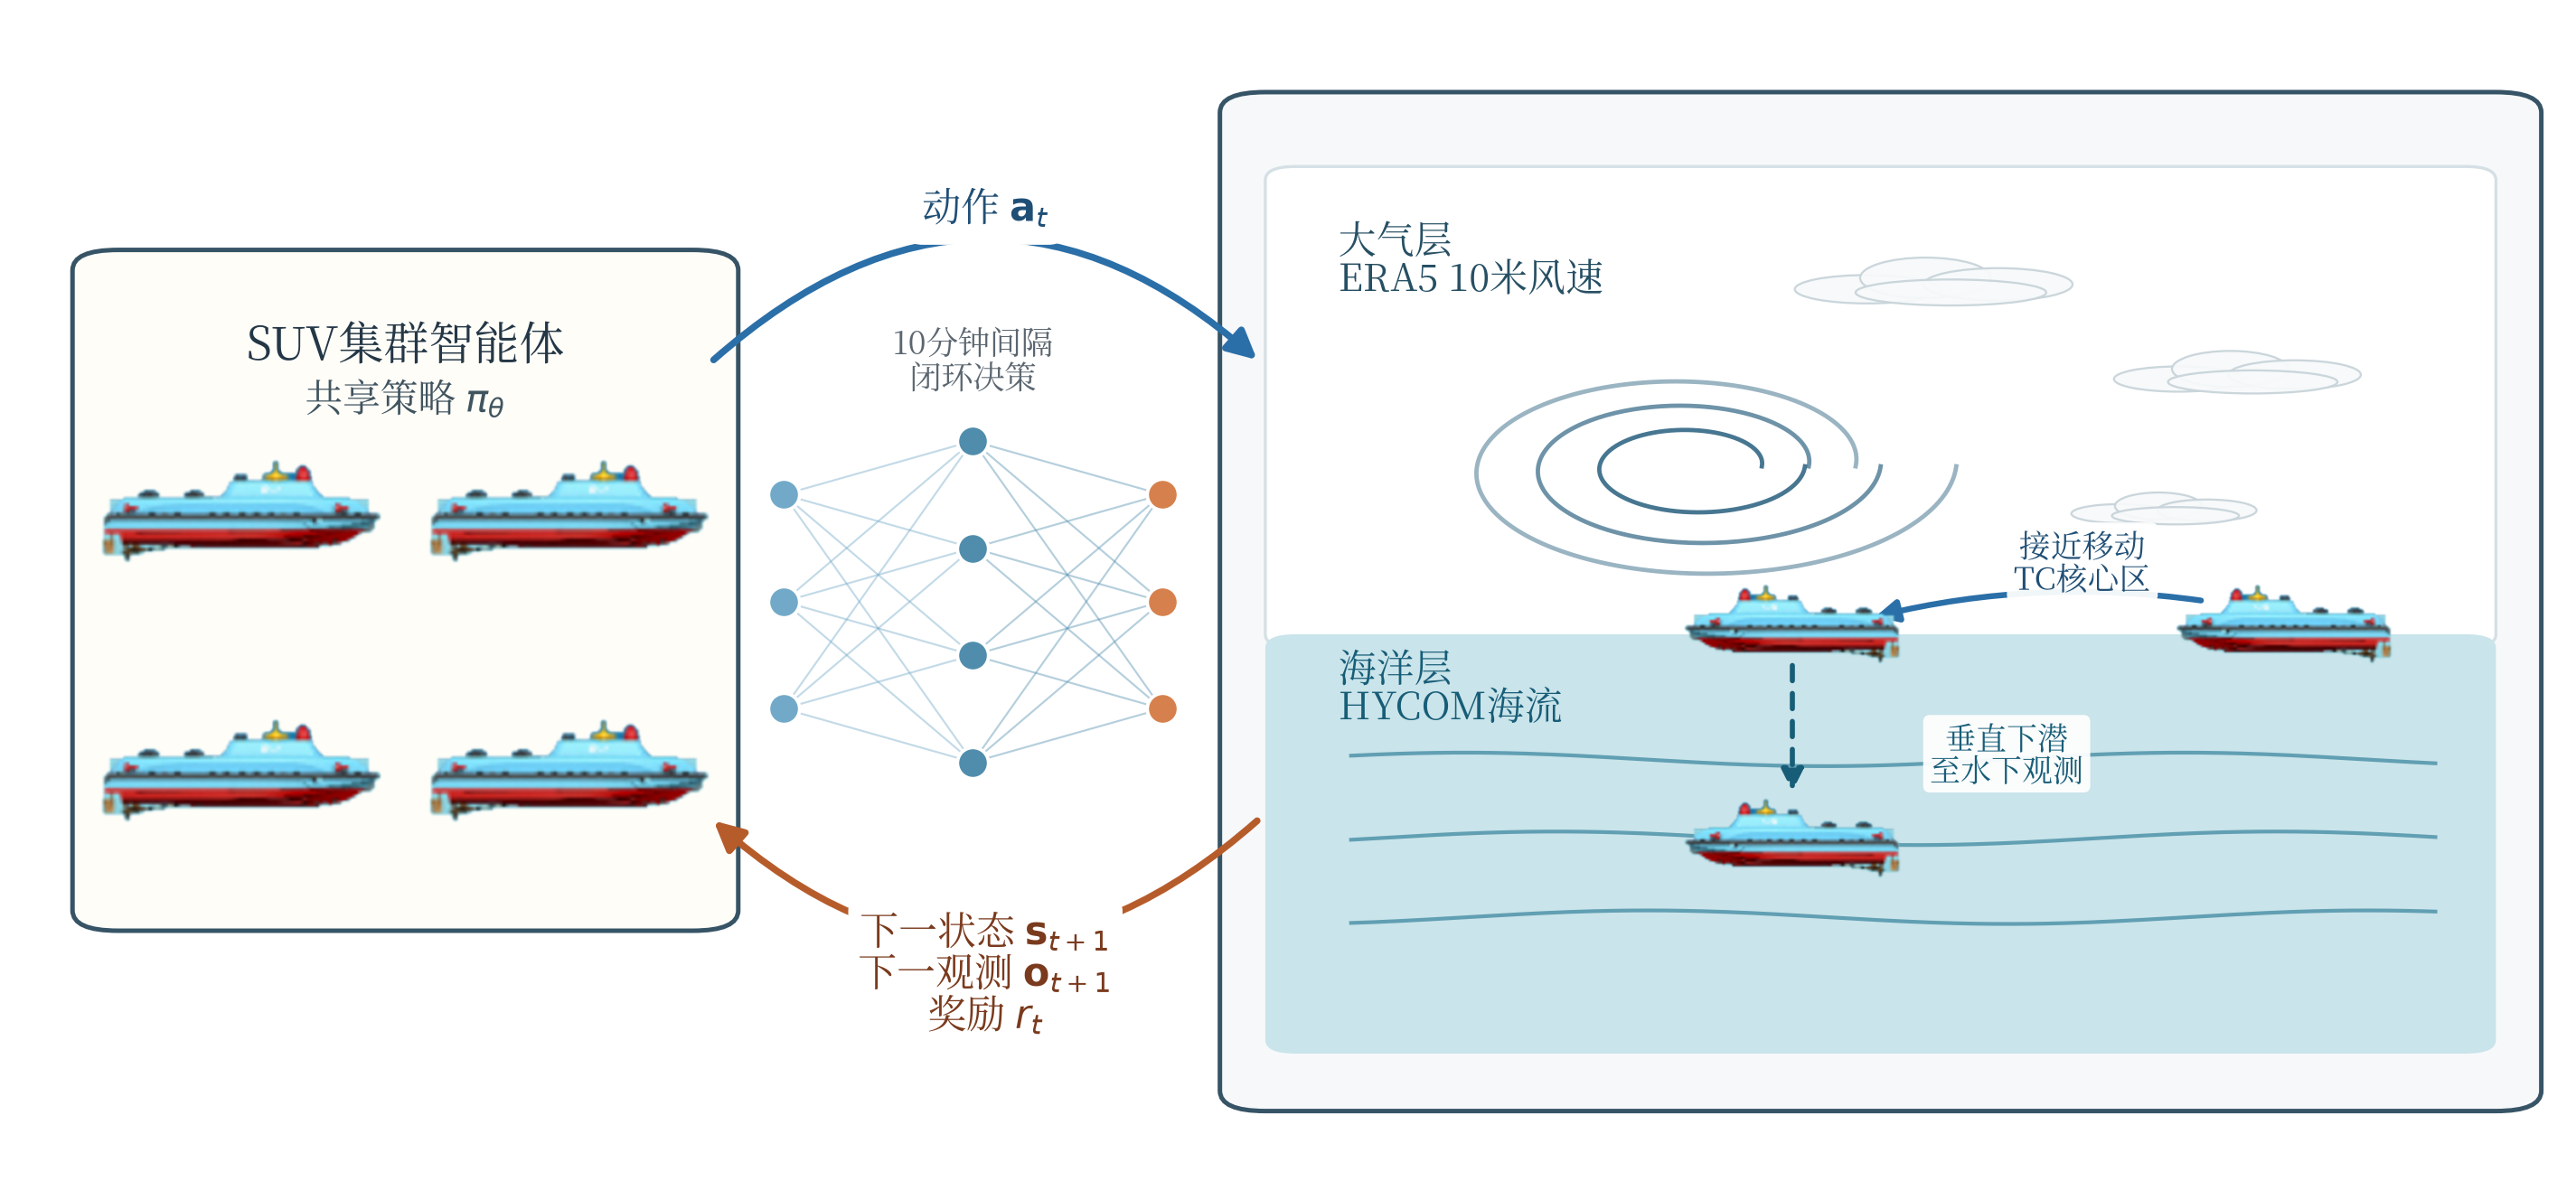 SUV集群智能体
共享策略 π_θ
动作 a_t
10分钟间隔
闭环决策
下一状态 s_{t+1}
下一观测 o_{t+1}
奖励 r_t
大气层
ERA5 10米风速
接近移动
TC核心区
海洋层
HYCOM海流
垂直下潜
至水下观测